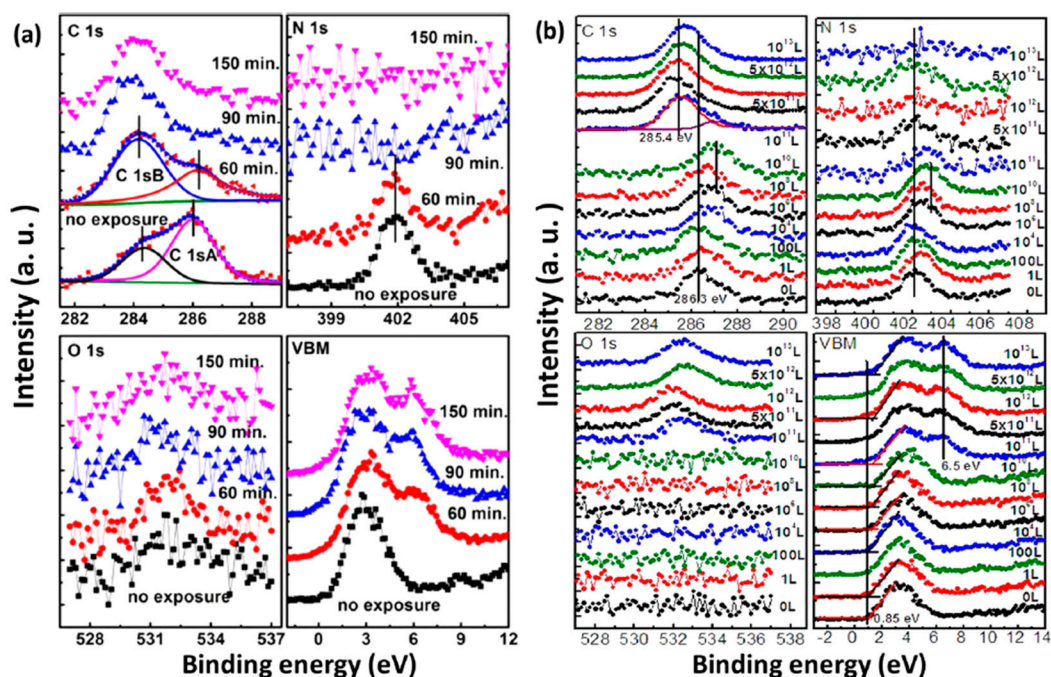 (a)
Intensity (a. u.)
C 1s
150 min.
90 min.
60 min.
C 1sB
no exposure
C 1sA
282 284 286 288
N 1s
150 min.
90 min.
60 min.
no exposure
399 402 405
O 1s
150 min.
90 min.
60 min.
no exposure
528 531 534 537
VBM
150 min.
90 min.
60 min.
no exposure
0 3 6 9 12
Binding energy (eV)
(b)
Intensity (a. u.)
C 1s
10¹³L
5x10¹²L
10¹²L
5x10¹¹L
285.4 eV
10¹¹L
10¹⁰L
10⁸L
10⁶L
10⁴L
100L
1L
286.3 eV
0L
282 284 286 288 290
N 1s
10¹³L
5x10¹²L
10¹²L
5x10¹¹L
10¹¹L
10¹⁰L
10⁸L
10⁶L
10⁴L
100L
1L
0L
398 400 402 404 406 408
O 1s
10¹³L
5x10¹²L
10¹²L
5x10¹¹L
10¹¹L
10¹⁰L
10⁸L
10⁶L
10⁴L
100L
1L
0L
528 530 532 534 536 538
VBM
10¹³L
5x10¹²L
10¹²L
5x10¹¹L
10¹¹L
6.5 eV
10¹⁰L
10⁸L
10⁶L
10⁴L
100L
1L
0L
0.85 eV
-2 0 2 4 6 8 10 12 14
Binding energy (eV)